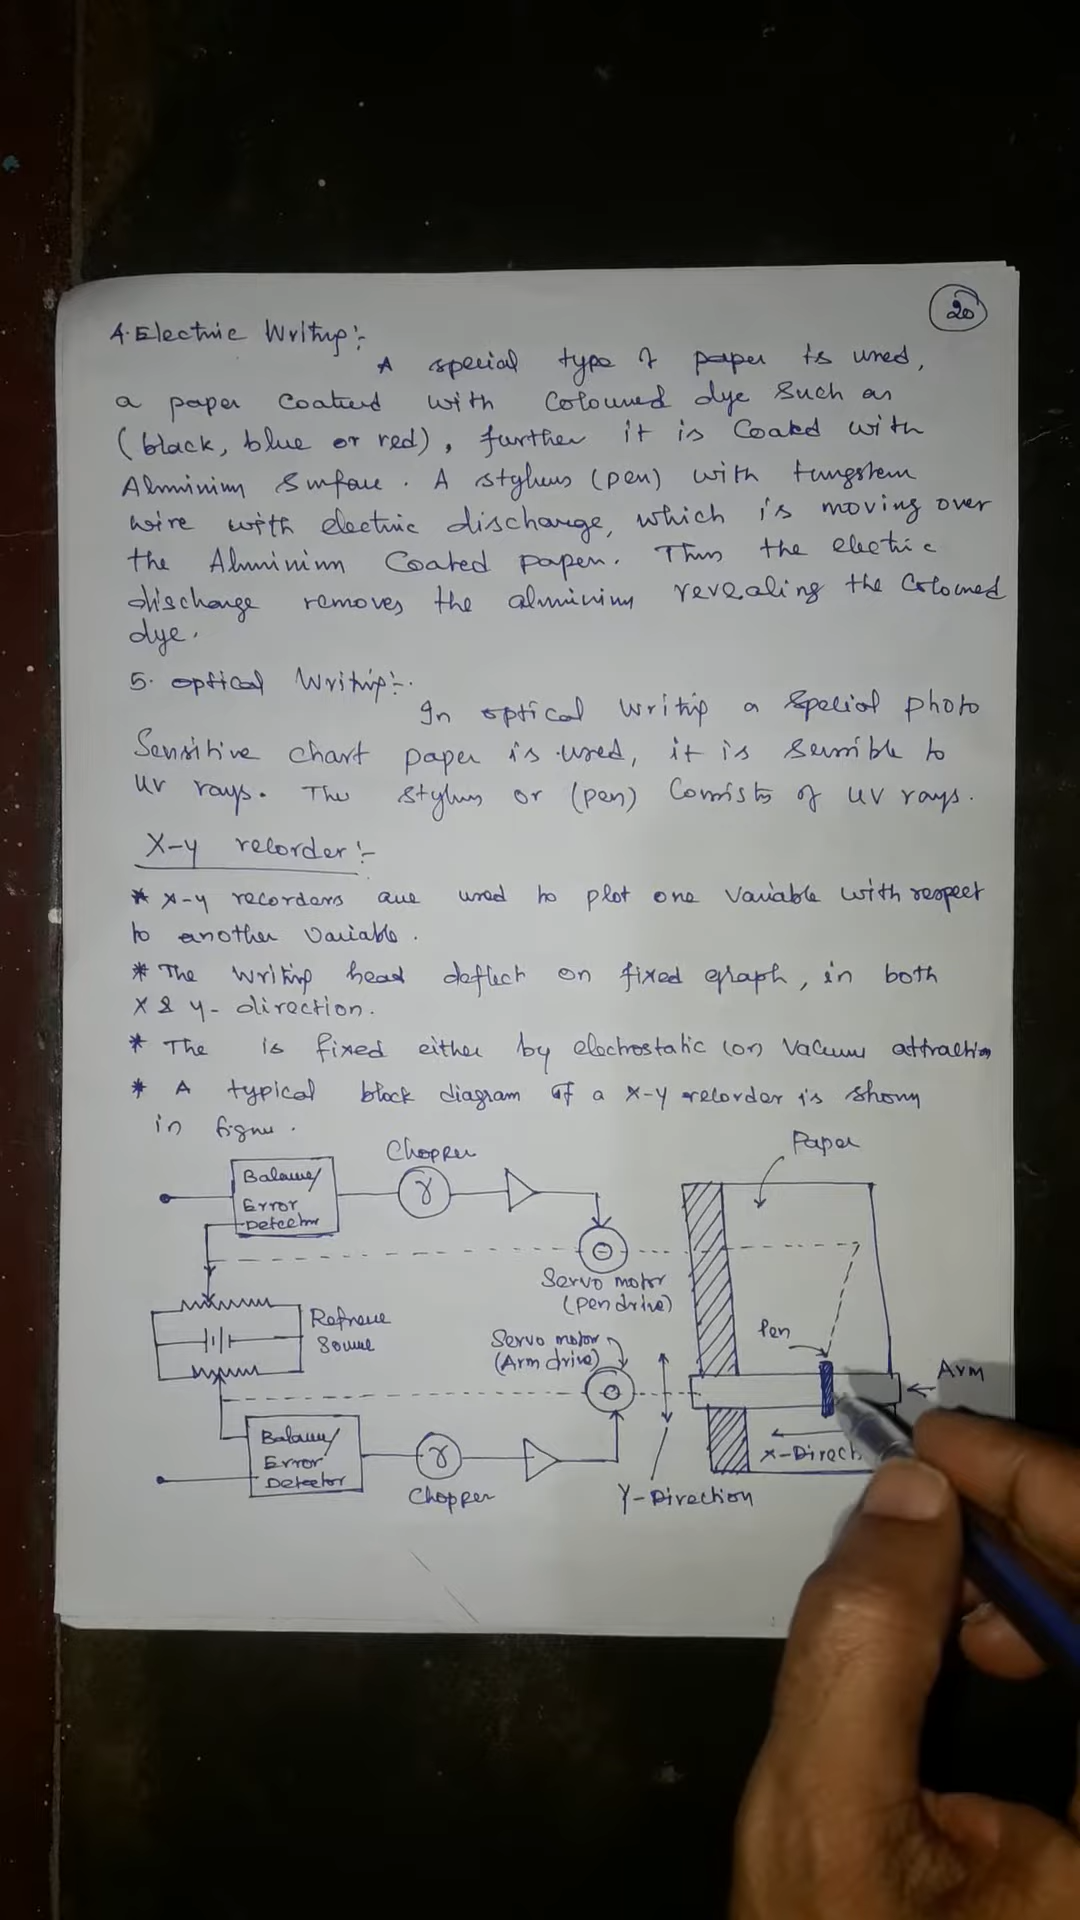 20
4. Electric Writing:-
A special type of paper is used,
a paper coated with coloured dye such as
(black, blue or red), further it is coated with
Alminium Surface. A stylus (pen) with tungsten
wire with electric discharge, which is moving over
the Aluminium Coated paper. Thus the electric
discharge removes the alminium revealing the coloured
dye.
5. optical Writing:-
In optical writing a special photo
Sensitive chart paper is used, it is sensible to
UV rays. The stylus or (pen) Consists of UV rays.
X-y recorder:-
* X-y recorders are used to plot one variable with respect
to another variable.
* The writing head deflect on fixed graph, in both
X & y- direction.
* The is fixed either by electrostatic (or) Vacuum attraction
* A typical block diagram of a X-Y recorder is shown
in figure.
Chopper
Paper
Balance/
Error
Detector
Servo motor
(pen drive)
Refrence
Source
Servo motor
(Arm drive)
Pen
Arm
Balance/
Error
Detector
X-Direct
Chopper
Y-Direction